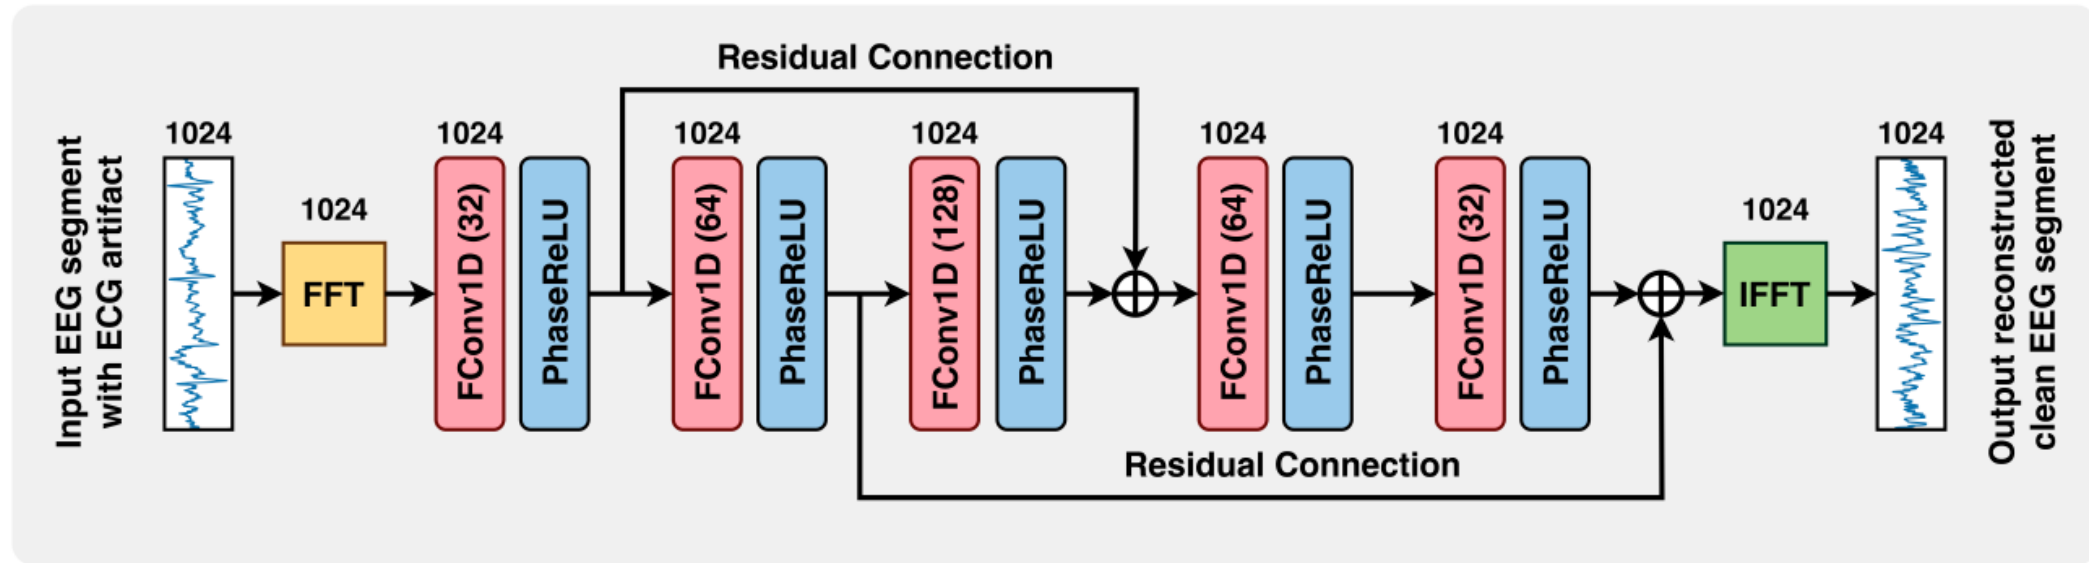 Residual Connection
1024
1024
1024
1024
1024
1024
1024
Input EEG segment
with ECG artifact
1024
FFT
FConv1D (32)
PhaseReLU
FConv1D (64)
PhaseReLU
FConv1D (128)
PhaseReLU
FConv1D (64)
PhaseReLU
FConv1D (32)
PhaseReLU
1024
IFFT
Output reconstructed
clean EEG segment
Residual Connection